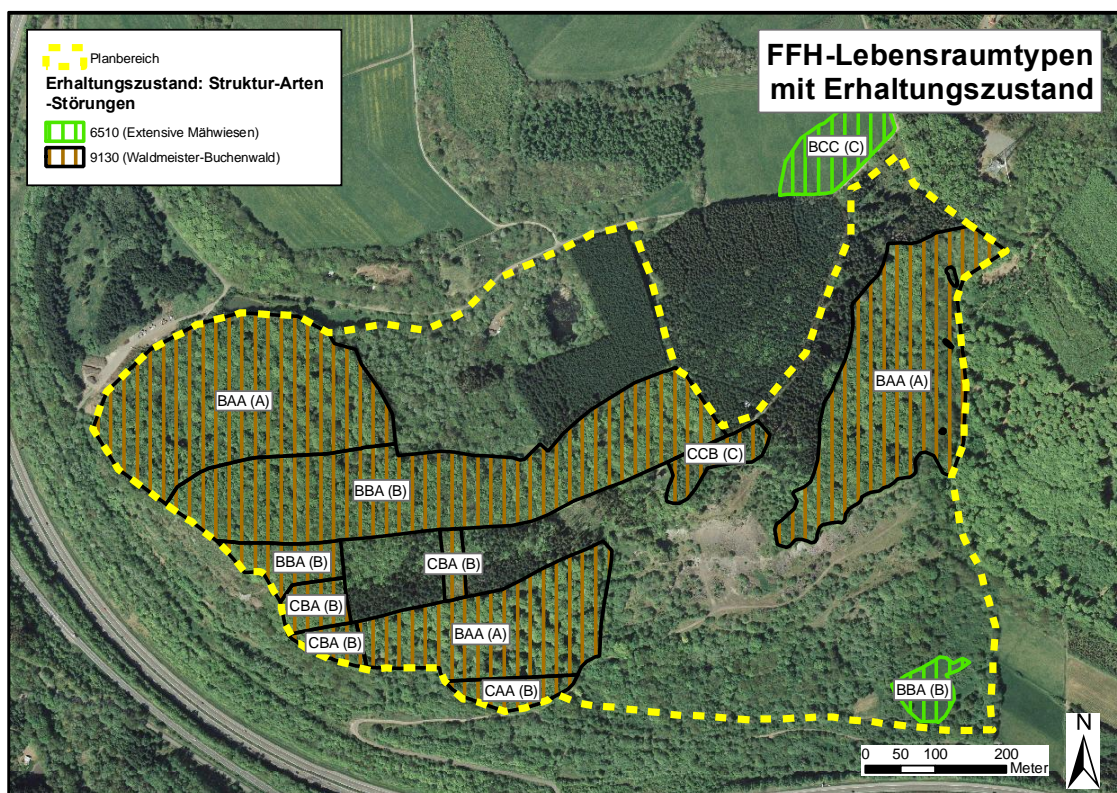 FFH-Lebensraumtypen
mit Erhaltungszustand
Planbereich
Erhaltungszustand: Struktur-Arten
-Störungen
6510 (Extensive Mähwiesen)
9130 (Waldmeister-Buchenwald)
BCC (C)
BAA (A)
BAA (A)
CCB (C)
BBA (B)
BBA (B)
CBA (B)
CBA (B)
CBA (B)
BAA (A)
CAA (B)
BBA (B)
0 50 100 200
Meter
N